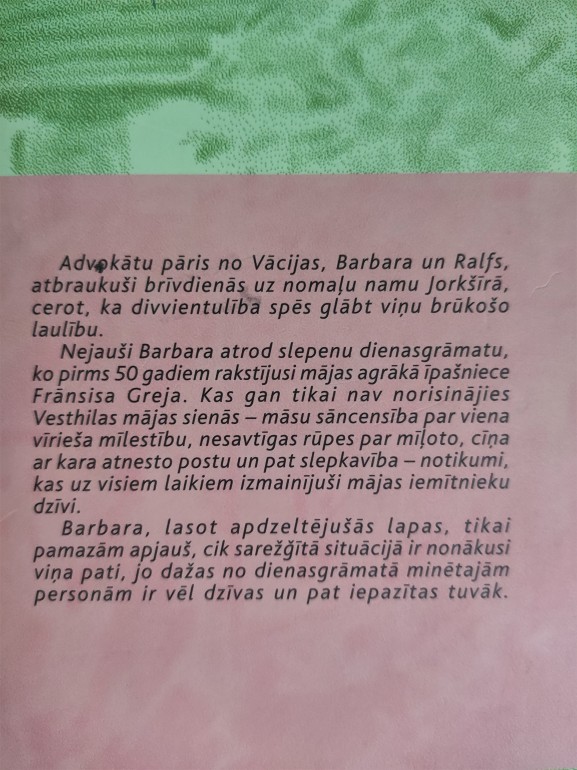 Advokātu pāris no Vācijas, Barbara un Ralfs,
atbraukuši brīvdienās uz nomaļu namu Jorkšīrā,
cerot, ka divvientulība spēs glābt viņu brūkošo
laulību.
Nejauši Barbara atrod slepenu dienasgrāmatu,
ko pirms 50 gadiem rakstījusi mājas agrākā īpašniece
Frānsisa Greja. Kas gan tikai nav norisinājies
Vesthilas mājas sienās – māsu sāncensība par viena
vīrieša mīlestību, nesavtīgas rūpes par mīļoto, cīņa
ar kara atnesto postu un pat slepkavība – notikumi,
kas uz visiem laikiem izmainījuši mājas iemītnieku
dzīvi.
Barbara, lasot apdzeltējušās lapas, tikai
pamazām apjauš, cik sarežģītā situācijā ir nonākusi
viņa pati, jo dažas no dienasgrāmatā minētajām
personām ir vēl dzīvas un pat iepazītas tuvāk.